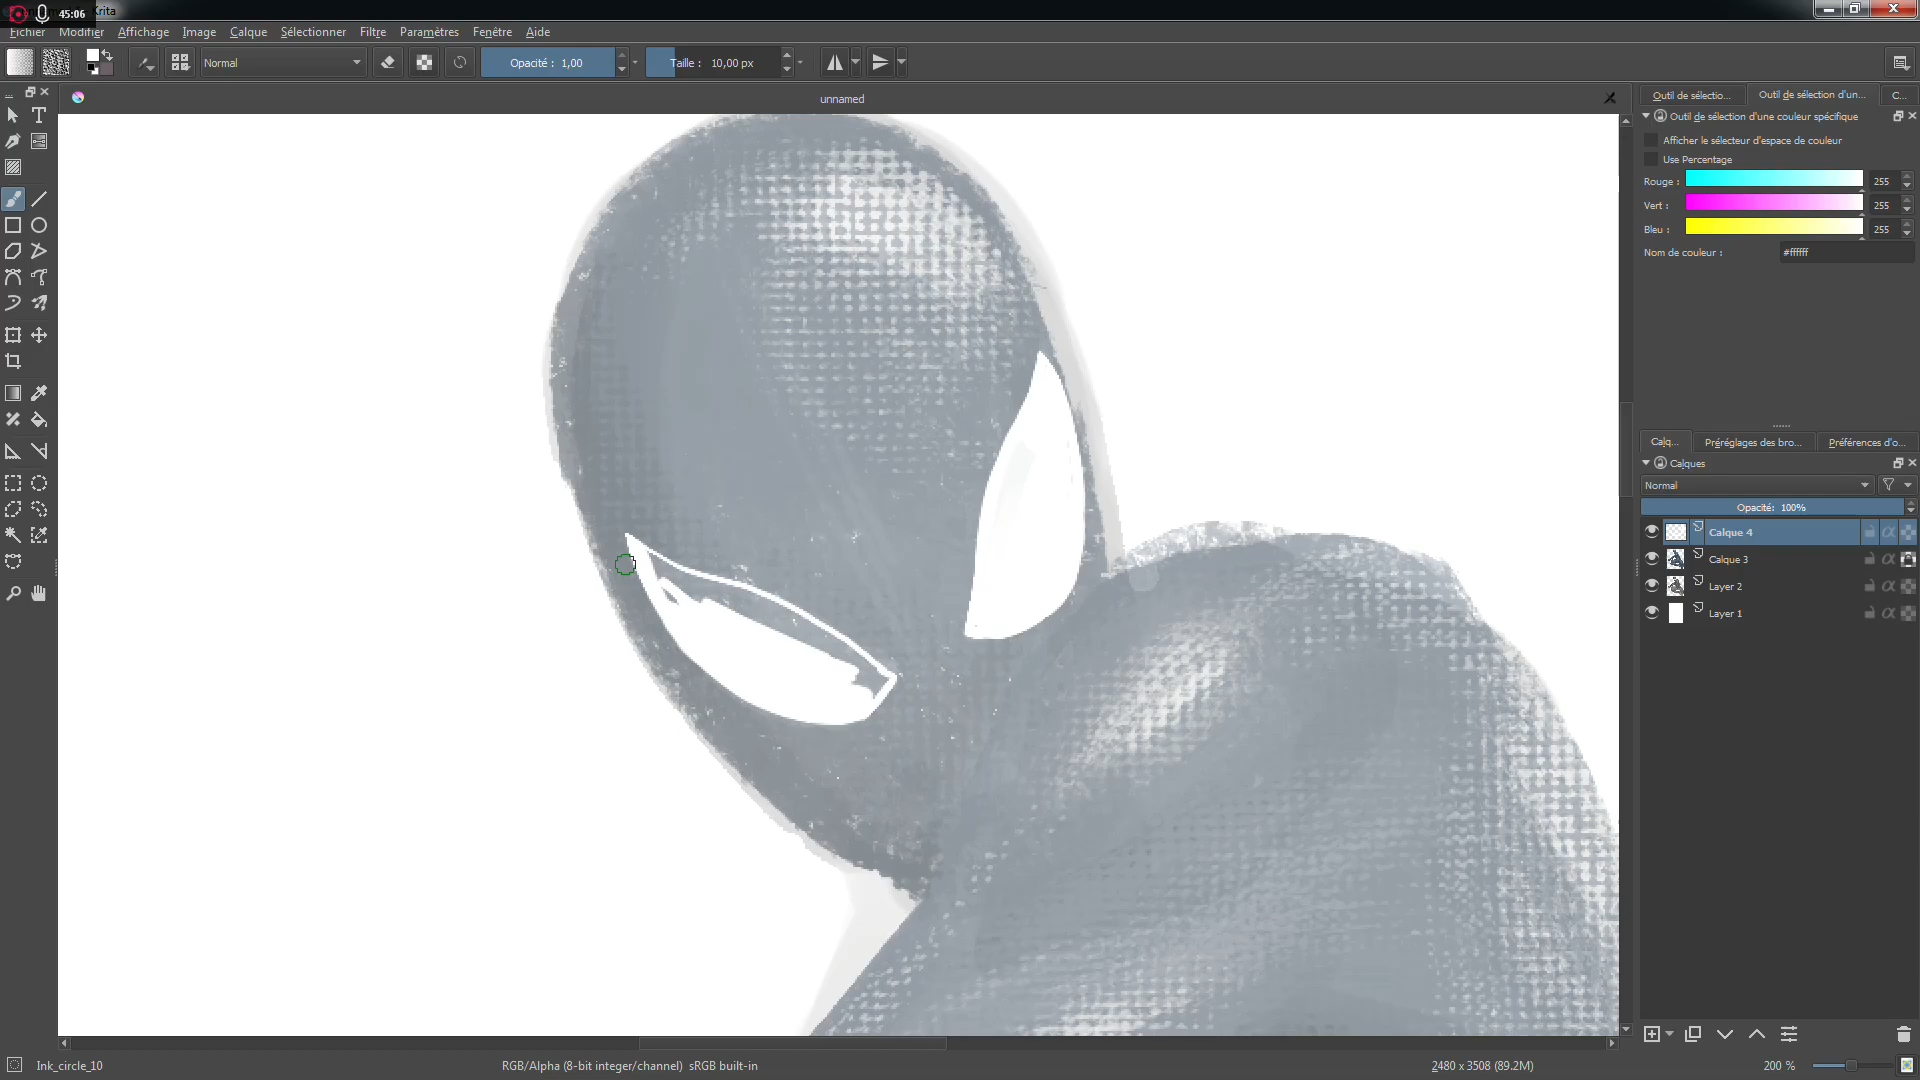 45:06
Krita
Fichier Modifier Affichage Image Calque Sélectionner Filtre Paramètres Fenêtre Aide
Normal
Opacité : 1,00
Taille : 10,00 px
unnamed
Outil de sélectio...
Outil de sélection d'un...
C...
Outil de sélection d'une couleur spécifique
Afficher le sélecteur d'espace de couleur
Use Percentage
Rouge : 255
Vert : 255
Bleu : 255
Nom de couleur : #ffffff
Calq...
Préréglages des bro...
Préférences d'o...
Calques
Normal
Opacité: 100%
Calque 4
Calque 3
Layer 2
Layer 1
Ink_circle_10
RGB/Alpha (8-bit integer/channel) sRGB built-in
2480 x 3508 (89.2M)
200 %